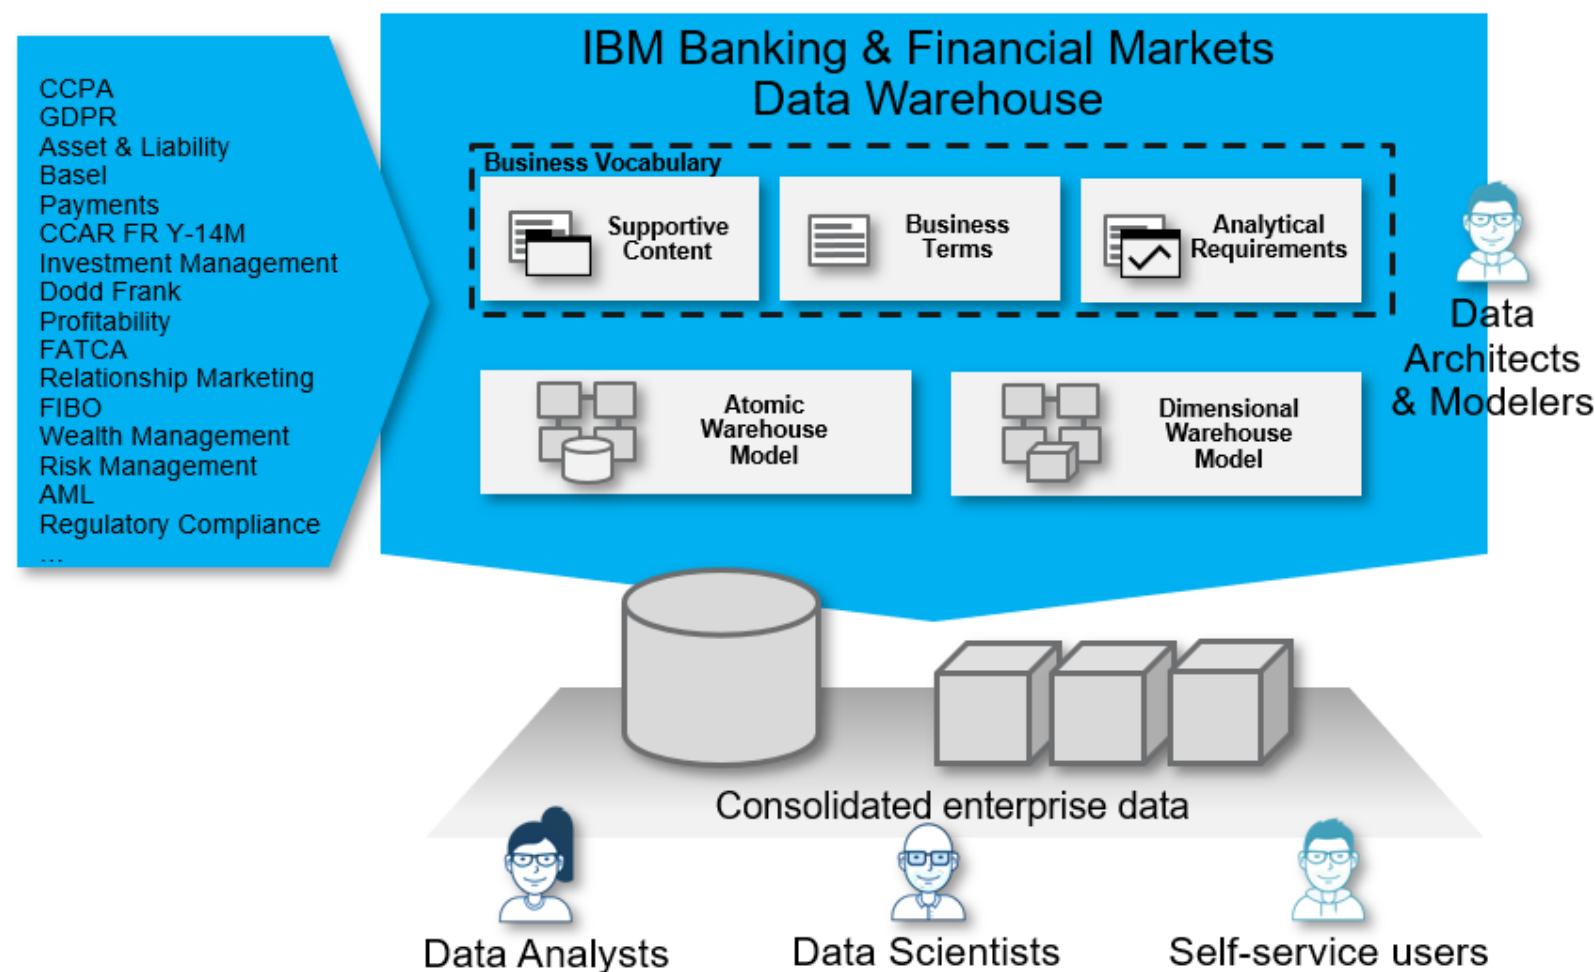 IBM Banking & Financial Markets
Data Warehouse
CCPA
GDPR
Asset & Liability
Basel
Payments
CCAR FR Y-14M
Investment Management
Dodd Frank
Profitability
FATCA
Relationship Marketing
FIBO
Wealth Management
Risk Management
AML
Regulatory Compliance
...
Business Vocabulary
Supportive
Content
Business
Terms
Analytical
Requirements
Data
Architects
& Modelers
Atomic
Warehouse
Model
Dimensional
Warehouse
Model
Consolidated enterprise data
Data Analysts
Data Scientists
Self-service users